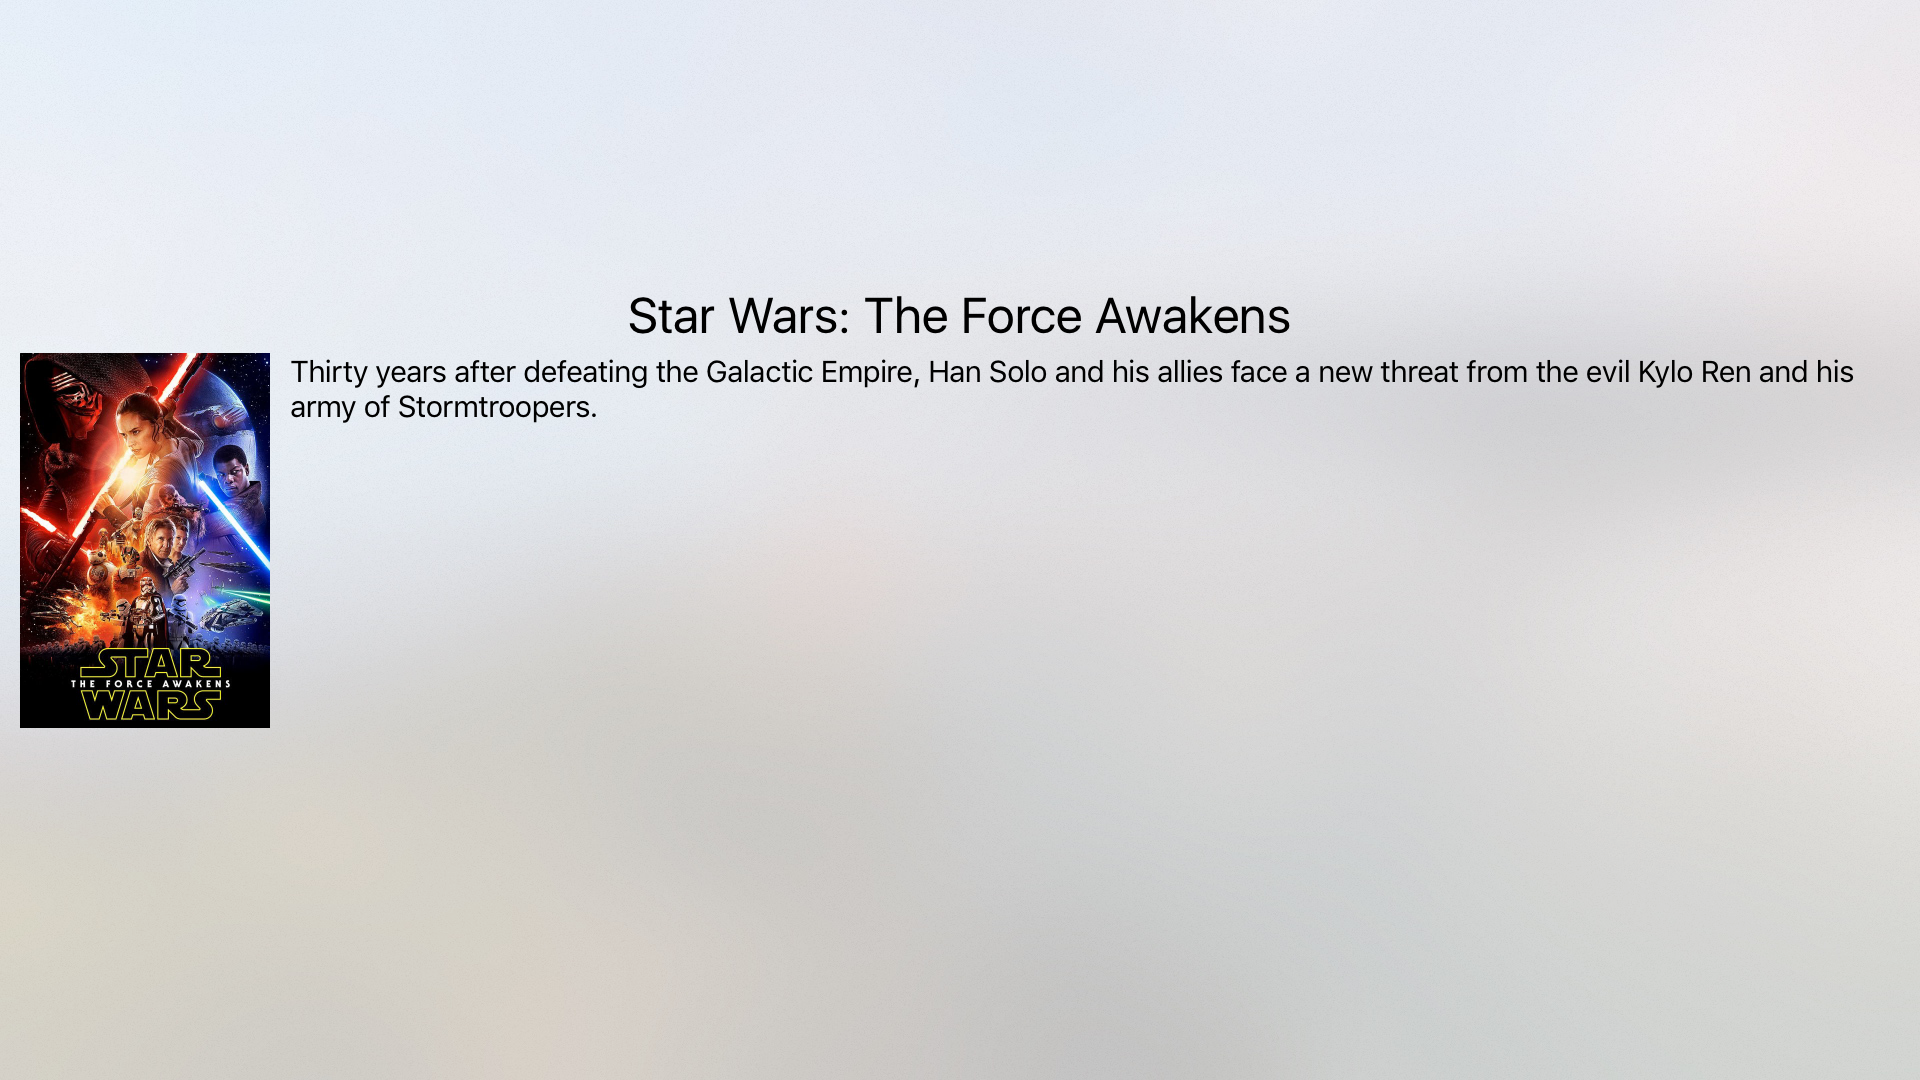 Star Wars: The Force Awakens
Thirty years after defeating the Galactic Empire, Han Solo and his allies face a new threat from the evil Kylo Ren and his
army of Stormtroopers.
STAR
THE FORCE AWAKENS
WARS